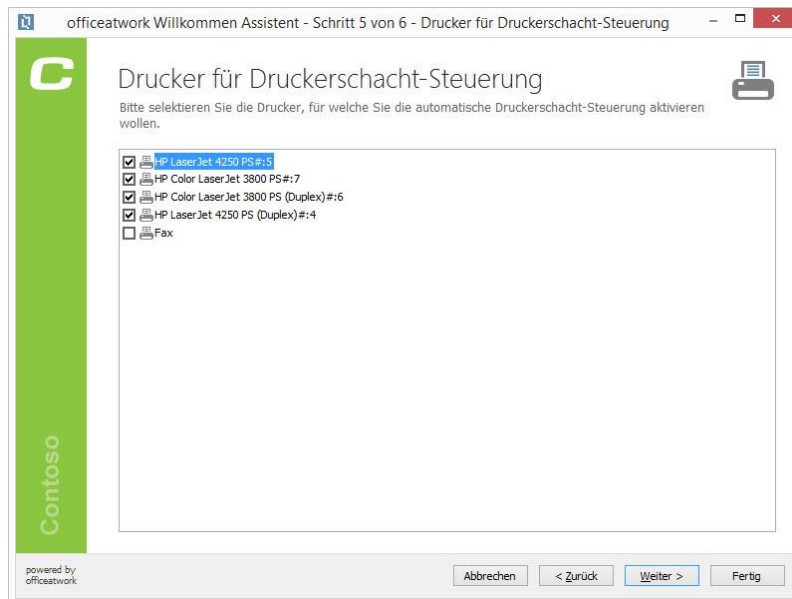 officeatwork Willkommen Assistent - Schritt 5 von 6 - Drucker für Druckerschacht-Steuerung
C
Drucker für Druckerschacht-Steuerung
Bitte selektieren Sie die Drucker, für welche Sie die automatische Druckerschacht-Steuerung aktivieren
wollen.
HP LaserJet 4250 PS#:5
HP Color LaserJet 3800 PS#:7
HP Color LaserJet 3800 PS (Duplex)#:6
HP LaserJet 4250 PS (Duplex)#:4
Fax
Contoso
powered by
officeatwork
Abbrechen
< Zurück
Weiter >
Fertig